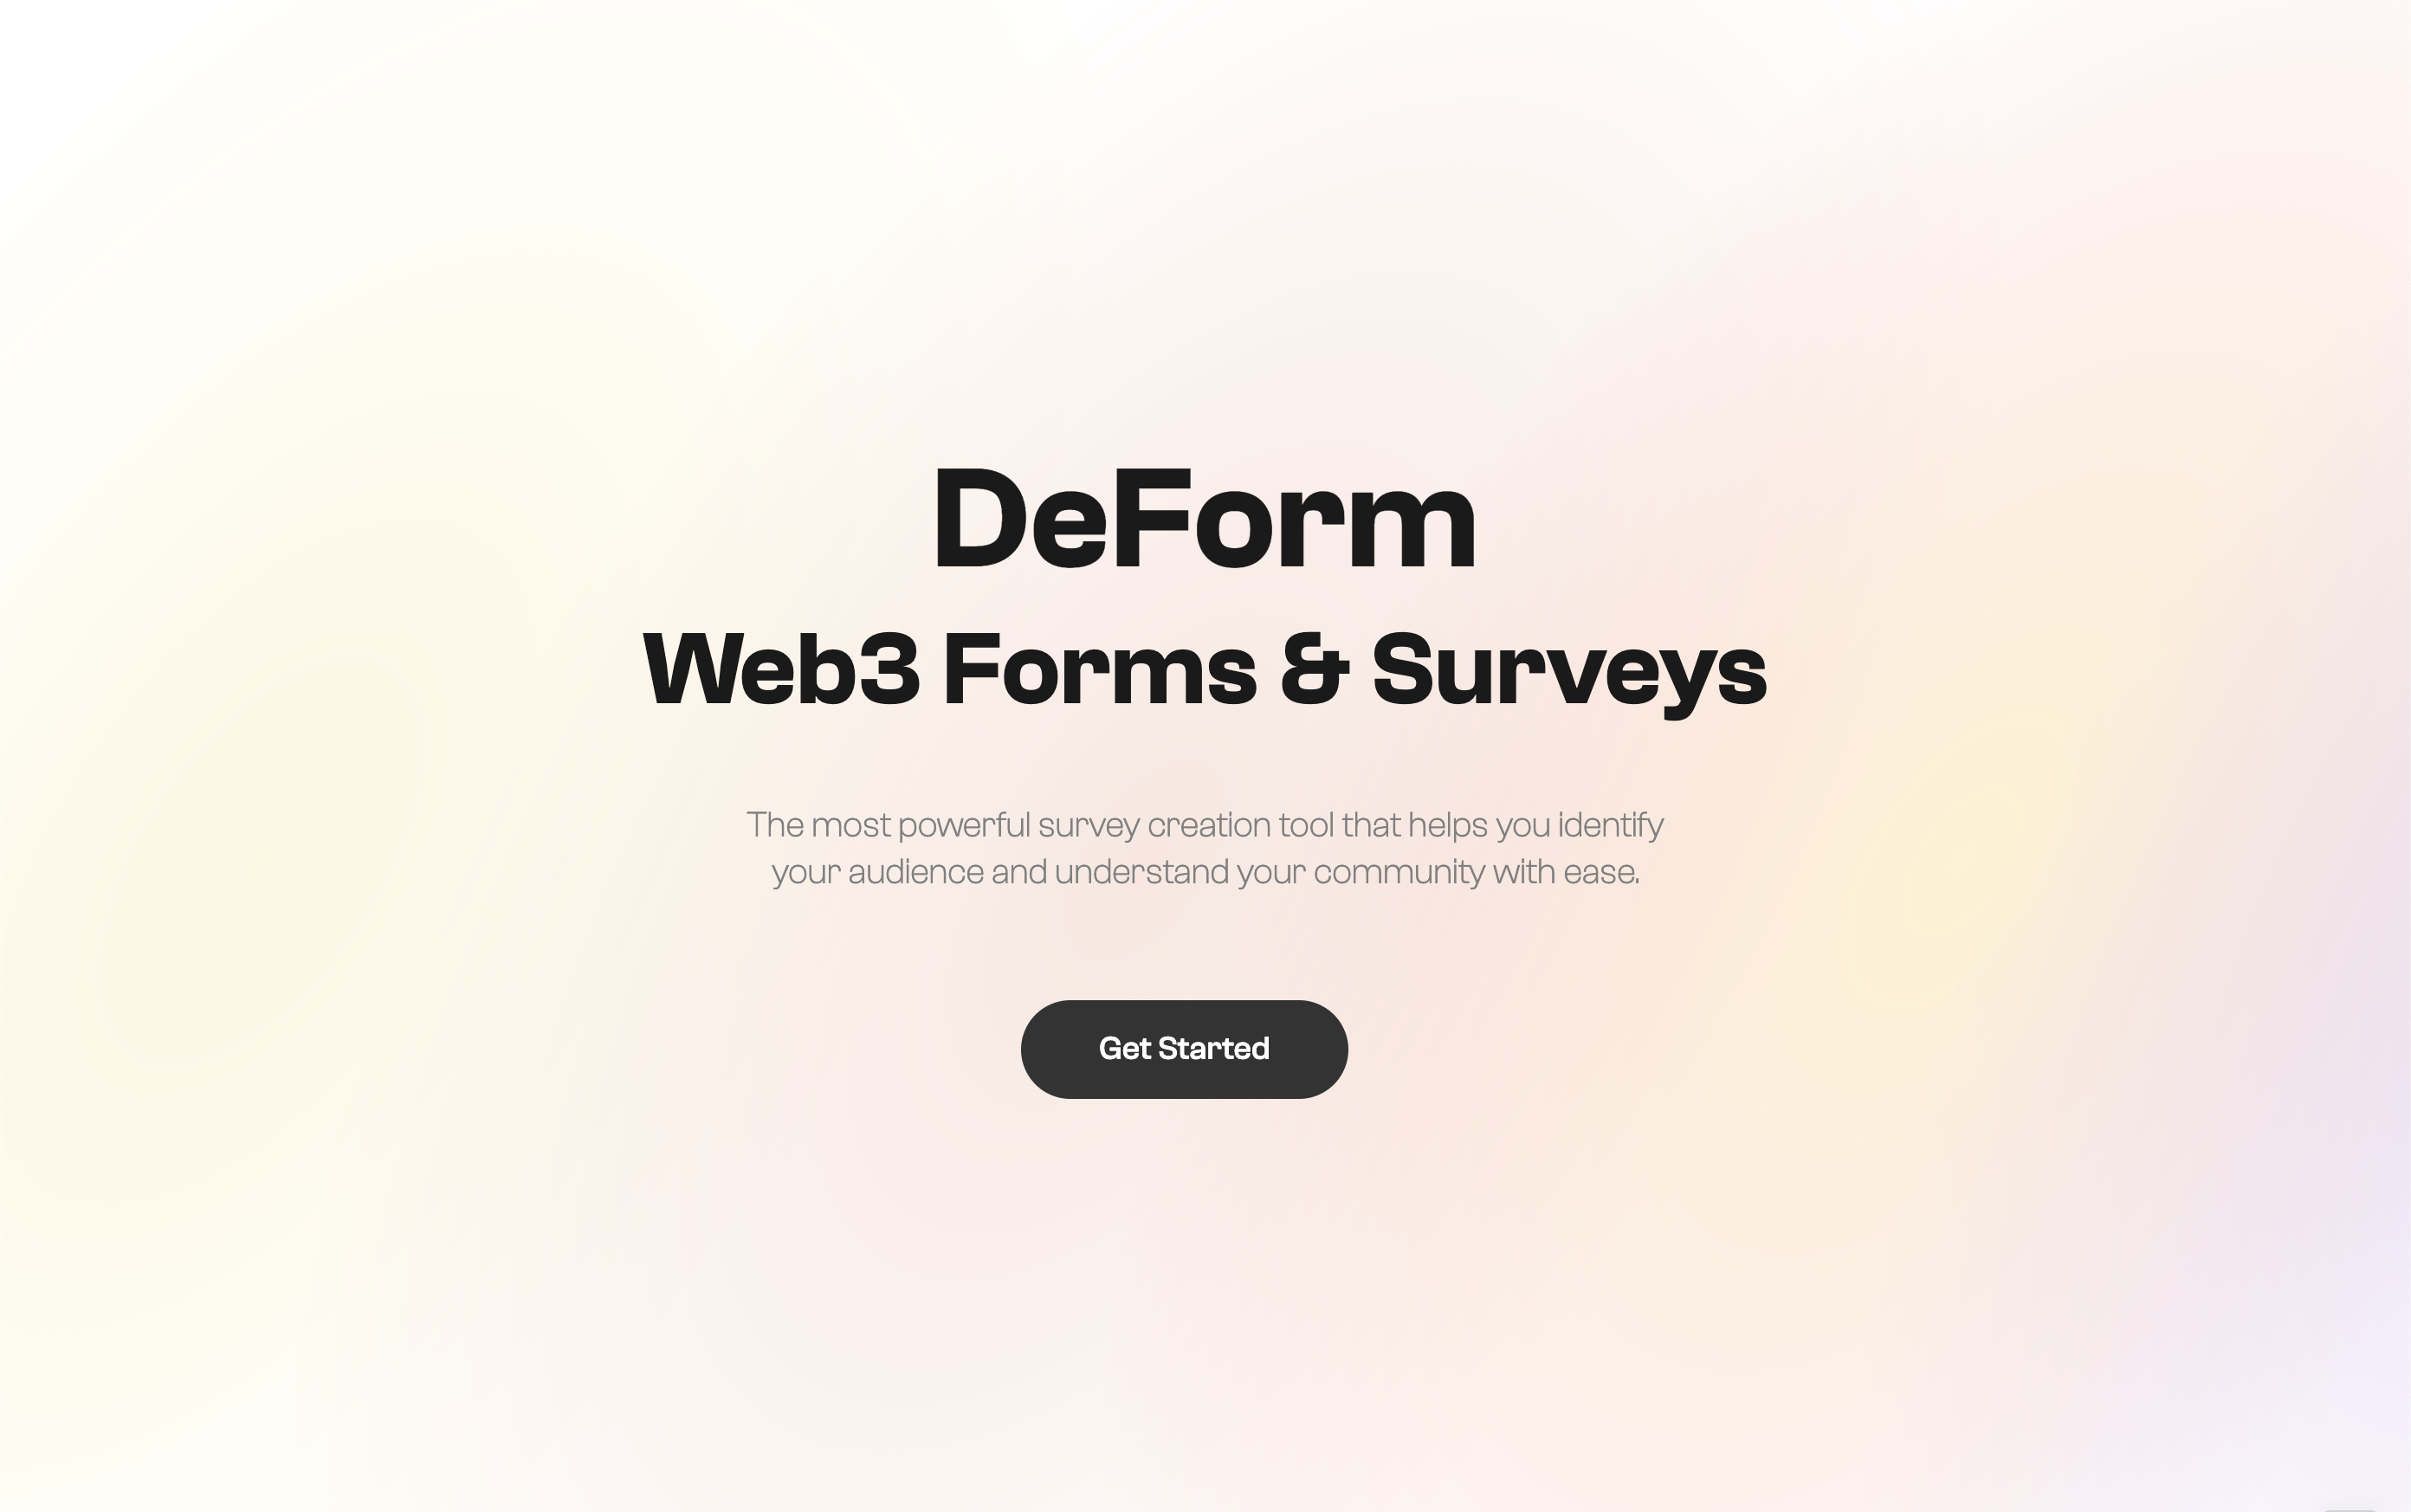 DeForm
Web3 Forms & Surveys
The most powerful survey creation tool that helps you identify
your audience and understand your community with ease.
Get Started